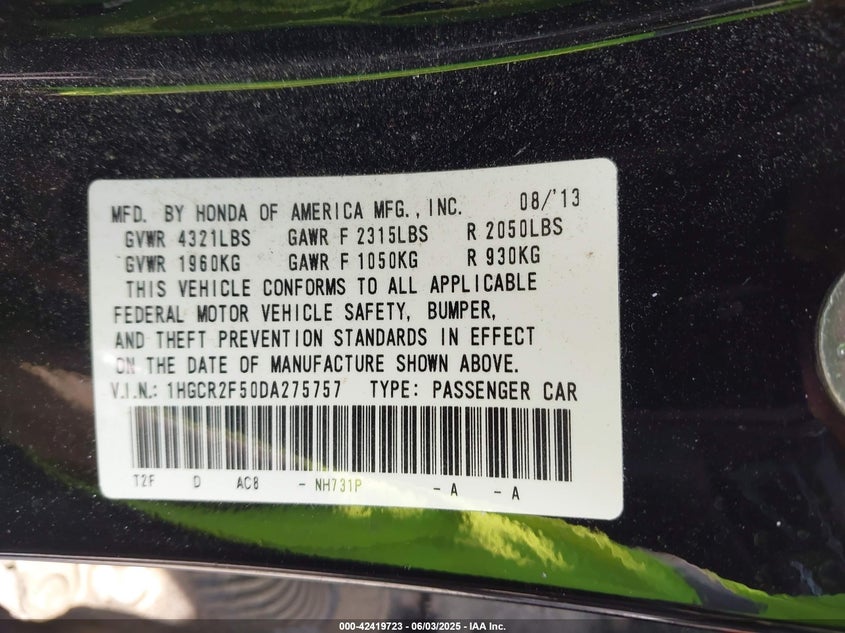 MFD. BY HONDA OF AMERICA MFG., INC. 08/'13
GVWR 4321LBS GAWR F 2315LBS R 2050LBS
GVWR 1960KG GAWR F 1050KG R 930KG
THIS VEHICLE CONFORMS TO ALL APPLICABLE
FEDERAL MOTOR VEHICLE SAFETY, BUMPER,
AND THEFT PREVENTION STANDARDS IN EFFECT
ON THE DATE OF MANUFACTURE SHOWN ABOVE.
V.I.N.: 1HGCR2F50DA275757 TYPE: PASSENGER CAR
T2F D AC8 - NH731P - A - A
000-42419723 - 06/03/2025 - IAA Inc.